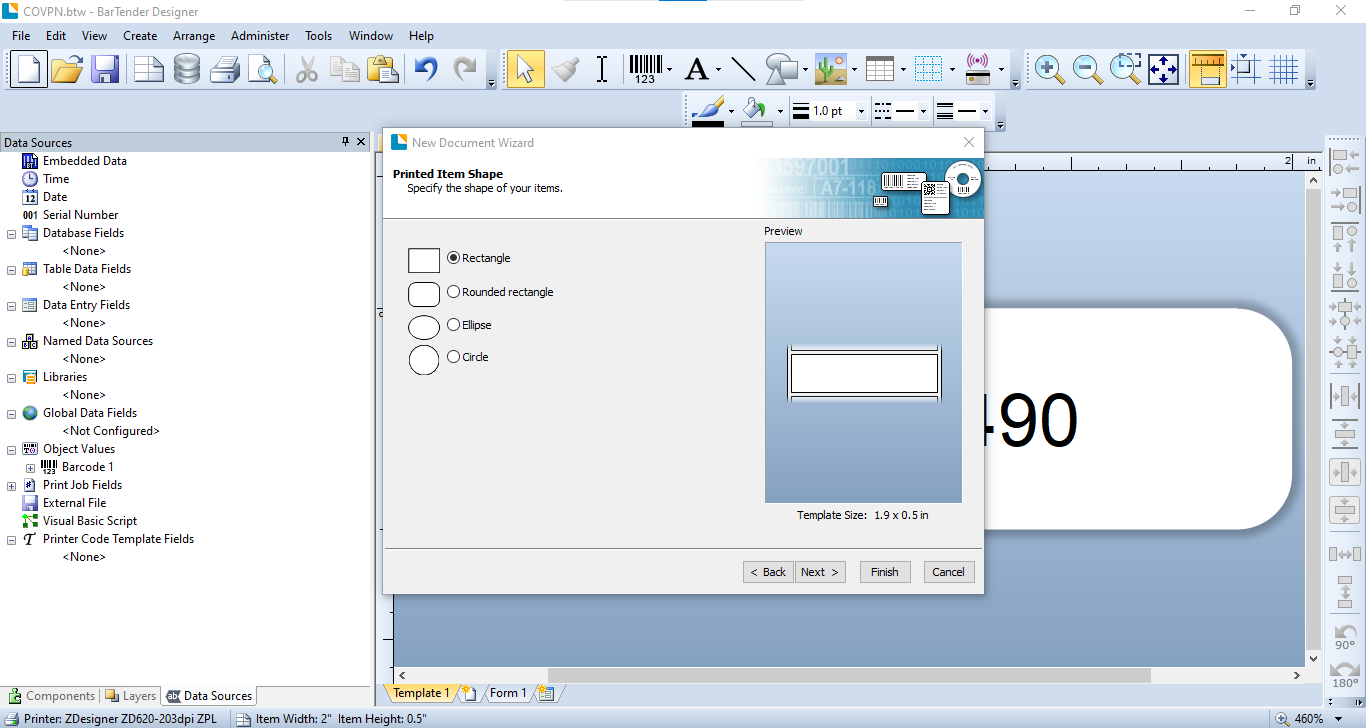 COVPN.btw - BarTender Designer
File Edit View Create Arrange Administer Tools Window Help
123
A
1.0 pt
Data Sources
Embedded Data
Time
12 Date
001 Serial Number
Database Fields
<None>
Table Data Fields
<None>
Data Entry Fields
<None>
Named Data Sources
<None>
Libraries
<None>
Global Data Fields
<Not Configured>
Object Values
123 Barcode 1
Print Job Fields
External File
Visual Basic Script
T Printer Code Template Fields
<None>
Components Layers Data Sources
New Document Wizard
Printed Item Shape
Specify the shape of your items.
Rectangle
Rounded rectangle
Ellipse
Circle
Preview
Template Size: 1.9 x 0.5 in
< Back Next > Finish Cancel
2 in
490
90°
180°
Template 1 Form 1
Printer: ZDesigner ZD620-203dpi ZPL Item Width: 2" Item Height: 0.5" 460%